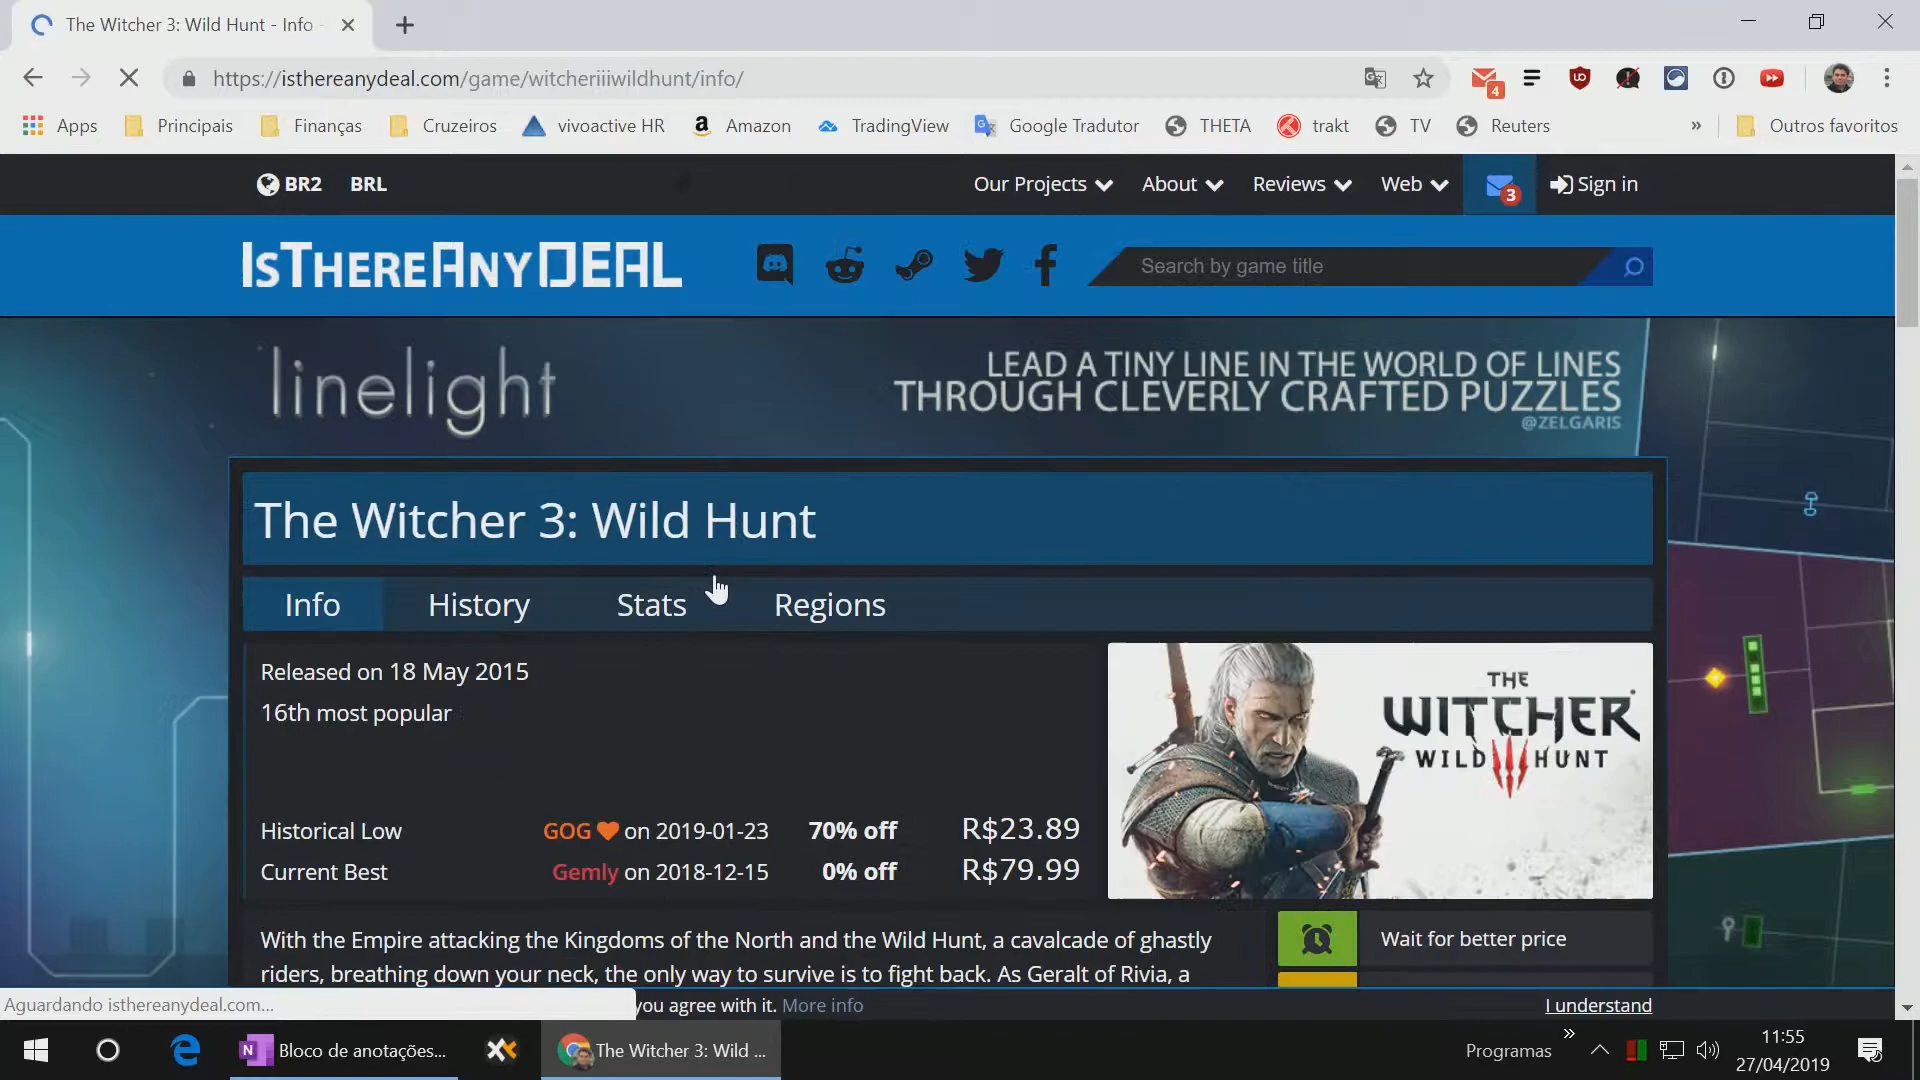 The Witcher 3: Wild Hunt - Info -
https://isthereanydeal.com/game/witcheriiiwildhunt/info/
4
Apps Principais Finanças Cruzeiros vivoactive HR Amazon TradingView Google Tradutor THETA trakt TV Reuters » Outros favoritos
BR2 BRL Our Projects About Reviews Web 3 Sign in
IsThereAnyDEAL Search by game title
linelight
LEAD A TINY LINE IN THE WORLD OF LINES
THROUGH CLEVERLY CRAFTED PUZZLES
@ZELGARIS
The Witcher 3: Wild Hunt
Info History Stats Regions
Released on 18 May 2015
16th most popular
THE
WITCHER
WILD III HUNT
Historical Low GOG on 2019-01-23 70% off R$23.89
Current Best Gemly on 2018-12-15 0% off R$79.99
With the Empire attacking the Kingdoms of the North and the Wild Hunt, a cavalcade of ghastly
riders, breathing down your neck, the only way to survive is to fight back. As Geralt of Rivia, a
Wait for better price
Aguardando isthereanydeal.com... you agree with it. More info I understand
Bloco de anotações... The Witcher 3: Wild ... Programas » 11:55
27/04/2019